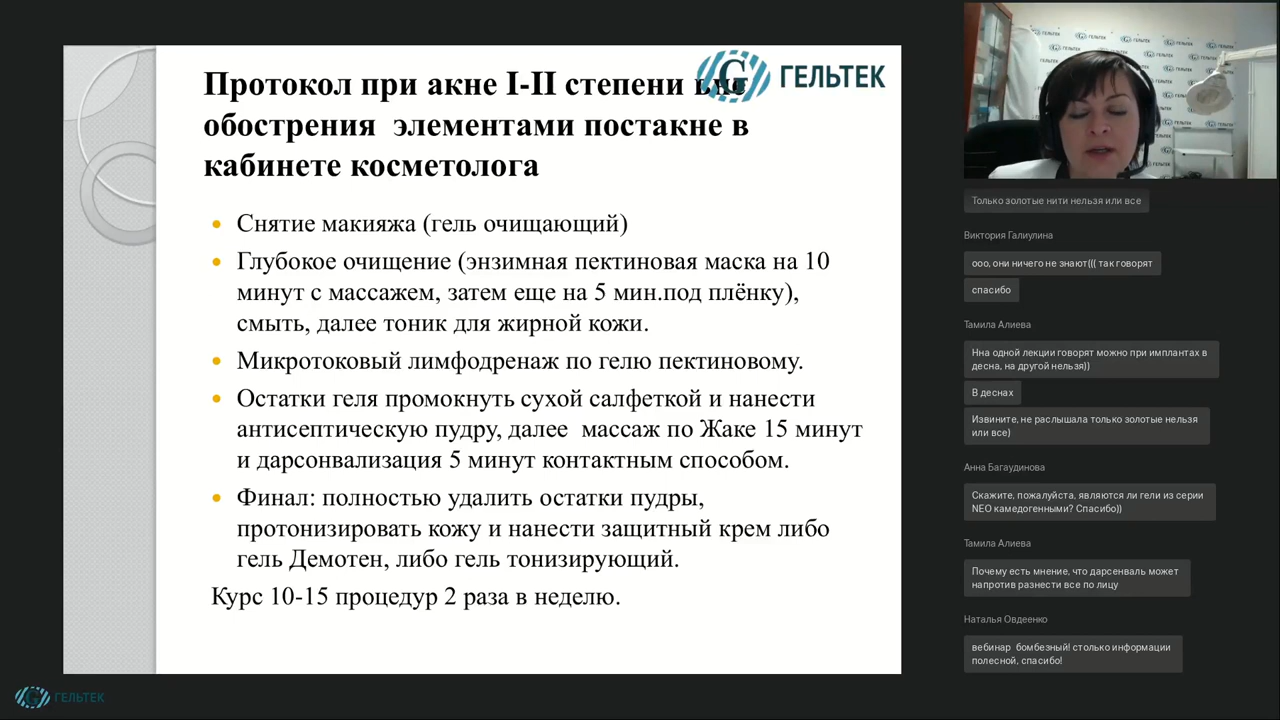 ГЕЛЬТЕК
Протокол при акне I-II степени
обострения элементами постакне в
кабинете косметолога
Снятие макияжа (гель очищающий)
Глубокое очищение (энзимная пектиновая маска на 10
минут с массажем, затем еще на 5 мин.под плёнку),
смыть, далее тоник для жирной кожи.
Микротоковый лимфодренаж по гелю пектиновому.
Остатки геля промокнуть сухой салфеткой и нанести
антисептическую пудру, далее массаж по Жаке 15 минут
и дарсонвализация 5 минут контактным способом.
Финал: полностью удалить остатки пудры,
протонизировать кожу и нанести защитный крем либо
гель Демотен, либо гель тонизирующий.
Курс 10-15 процедур 2 раза в неделю.
ГЕЛЬТЕК
Только золотые нити нельзя или все
Виктория Галиулина
ооо, они ничего не знают((( так говорят
спасибо
Тамила Алиева
Нна одной лекции говорят можно при имплантах в
десна, на другой нельзя))
В деснах
Извините, не распышала только золотые нельзя
или все)
Анна Багаудинова
Скажите, пожалуйста, являются ли гели из серии
NEO камедогенными? Спасибо))
Тамила Алиева
Почему есть мнение, что дарсенваль может
напротив разнести все по лицу
Наталья Овдеенко
вебинар бомбезный! столько информации
полесной, спасибо!